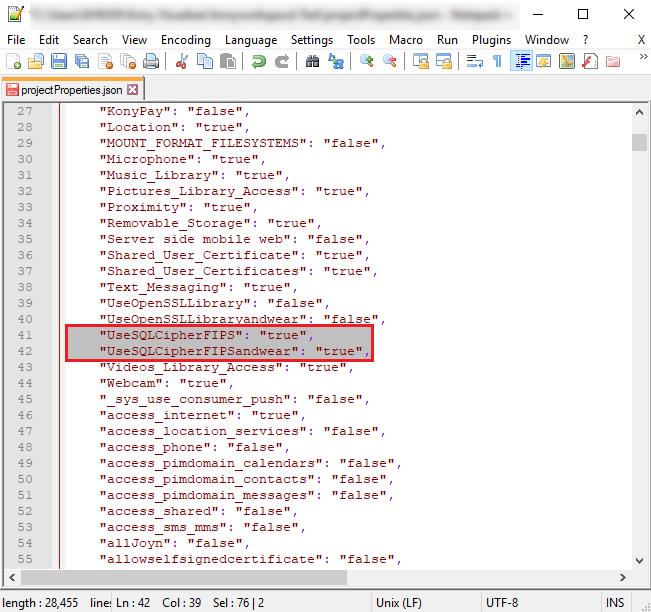 File Edit Search View Encoding Language Settings Tools Macro Run Plugins Window ? X
projectProperties.json
27 "KonyPay": "false",
28 "Location": "true",
29 "MOUNT_FORMAT_FILESYSTEMS": "false",
30 "Microphone": "true",
31 "Music_Library": "true",
32 "Pictures_Library_Access": "true",
33 "Proximity": "true",
34 "Removable_Storage": "true",
35 "Server side mobile web": "false",
36 "Shared_User_Certificate": "true",
37 "Shared_User_Certificates": "true",
38 "Text_Messaging": "true",
39 "UseOpenSSLLibrary": "false",
40 "UseOpenSSLLibraryandwear": "false",
41 "UseSQLCipherFIPS": "true",
42 "UseSQLCipherFIPSandwear": "true",
43 "Videos_Library_Access": "true",
44 "Webcam": "true",
45 "_sys_use_consumer_push": "false",
46 "access_internet": "true",
47 "access_location_services": "false",
48 "access_phone": "false",
49 "access_pimdomain_calendars": "false",
50 "access_pimdomain_contacts": "false",
51 "access_pimdomain_messages": "false",
52 "access_shared": "false",
53 "access_sms_mms": "false",
54 "allJoyn": "false",
55 "allowselfsignedcertificate": "false",
length : 28,455 lines Ln : 42 Col : 39 Sel : 76 | 2 Unix (LF) UTF-8 INS